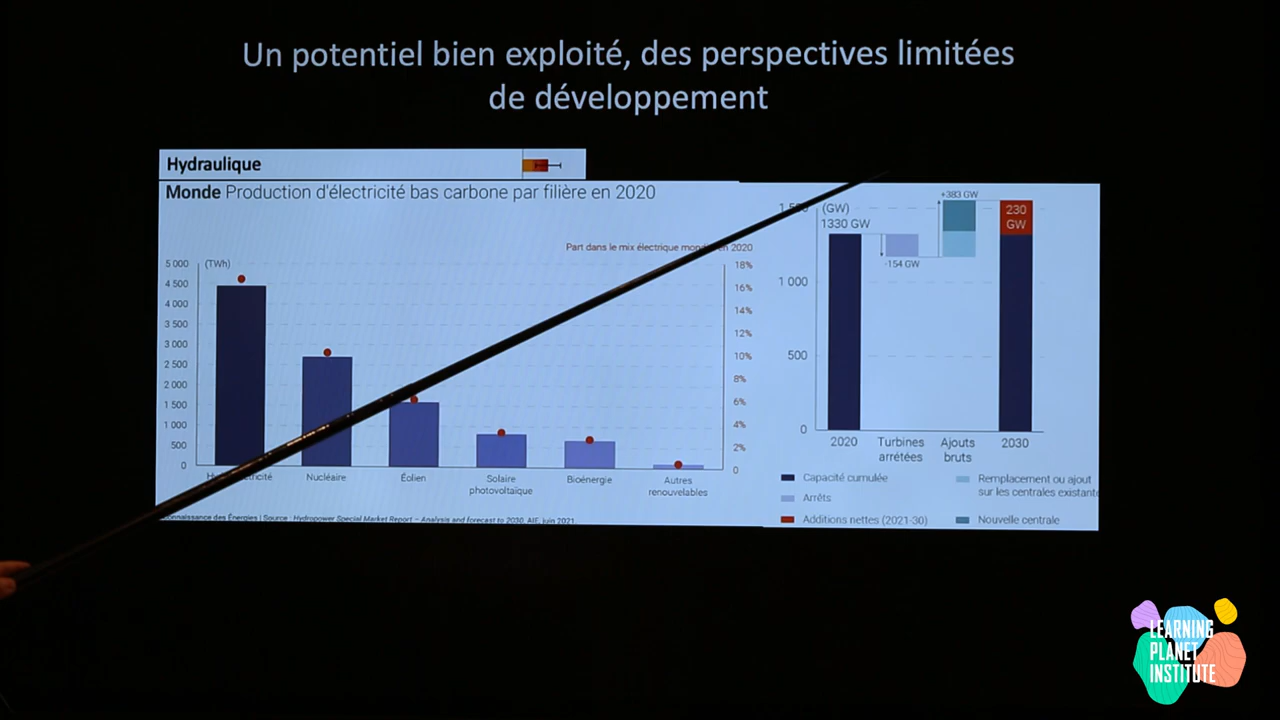 Un potentiel bien exploité, des perspectives limitées
de développement
Hydraulique
Monde Production d'électricité bas carbone par filière en 2020
Part dans le mix électrique en 2020
(TWh)
5 000
4 500
4 000
3 500
3 000
2 500
2 000
1 500
1 000
500
0
18%
16%
14%
12%
10%
8%
6%
4%
2%
0
Nucléaire
Éolien
Solaire
photovoltaïque
Bioénergie
Autres
renouvelables
des Énergies | Source : Hydropower Special Market Report – Analysis and forecast to 2030, AIE, juin 2021
(GW)
1330 GW
-154 GW
+383 GW
230
GW
1 000
500
0
2020
Turbines
arrêtées
Ajouts
bruts
2030
Capacité cumulée
Arrêts
Additions nettes (2021-30)
Remplacement ou ajout
sur les centrales
Nouvelle centrale
LEARNING
PLANET
INSTITUTE